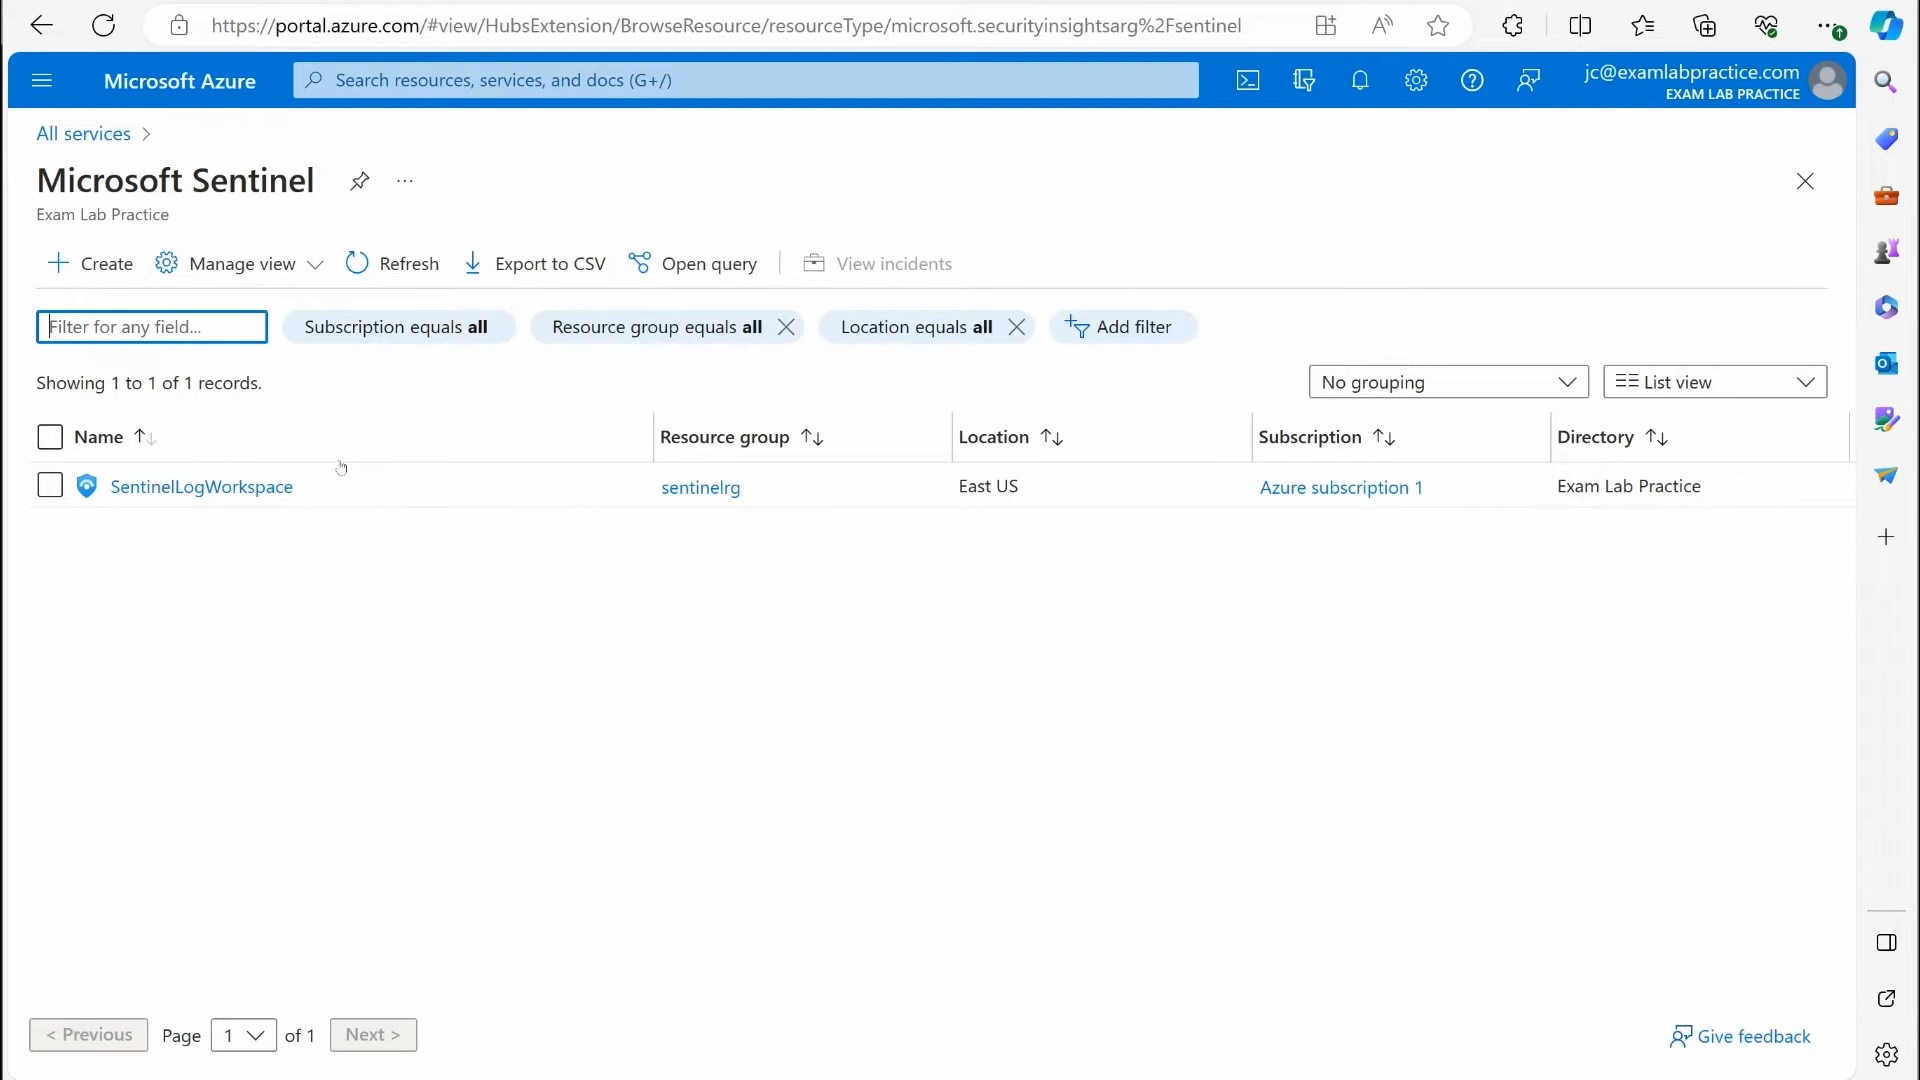 https://portal.azure.com/#view/HubsExtension/BrowseResource/resourceType/microsoft.securityinsightsarg%2Fsentinel
Microsoft Azure
Search resources, services, and docs (G+/)
jc@examlabpractice.com
EXAM LAB PRACTICE
All services
Microsoft Sentinel
Exam Lab Practice
Create
Manage view
Refresh
Export to CSV
Open query
View incidents
Filter for any field...
Subscription equals all
Resource group equals all
Location equals all
Add filter
Showing 1 to 1 of 1 records.
No grouping
List view
Name
Resource group
Location
Subscription
Directory
SentinelLogWorkspace
sentinelrg
East US
Azure subscription 1
Exam Lab Practice
< Previous
Page
1
of 1
Next >
Give feedback